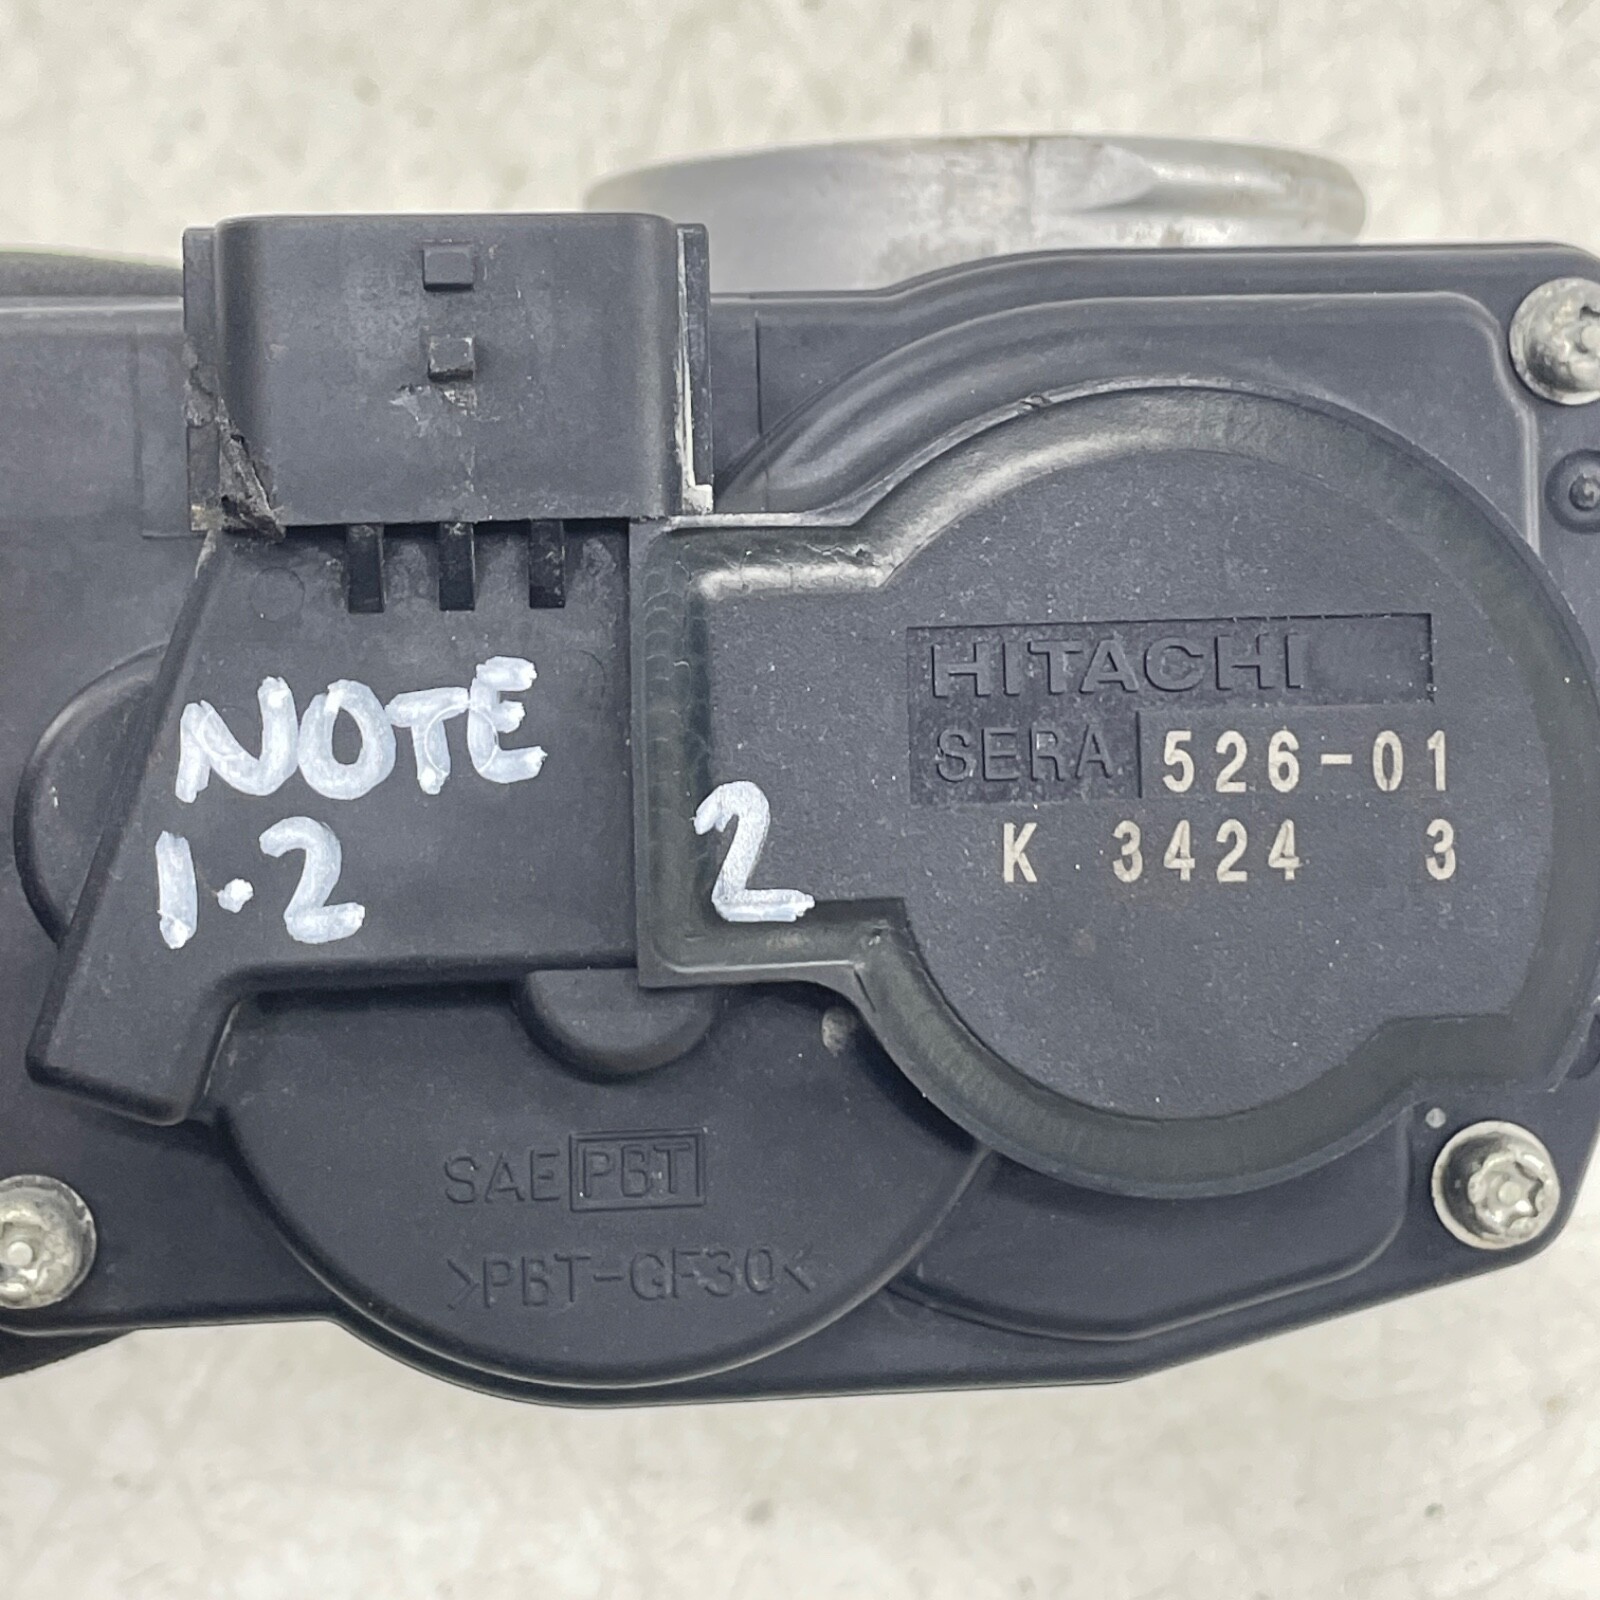 NOTE
1.2
2
HITACHI
SERA 526-01
K 3424 3
SAE PBT
>PBT-GF30<